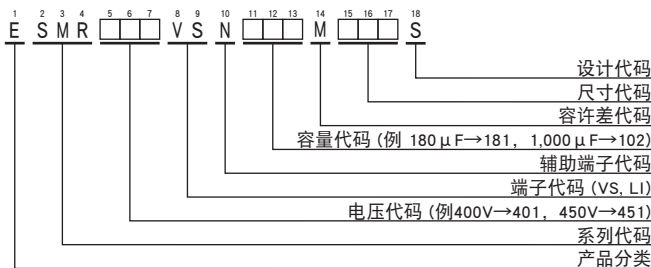 1 2 3 4 5 6 7 8 9 10 11 12 13 14 15 16 17 18
E SMR □□□ VS N □□□ M □□□ S
设计代码
尺寸代码
容许差代码
容量代码 (例 180μF→181，1,000μF→102)
辅助端子代码
端子代码 (VS, LI)
电压代码 (例400V→401，450V→451)
系列代码
产品分类